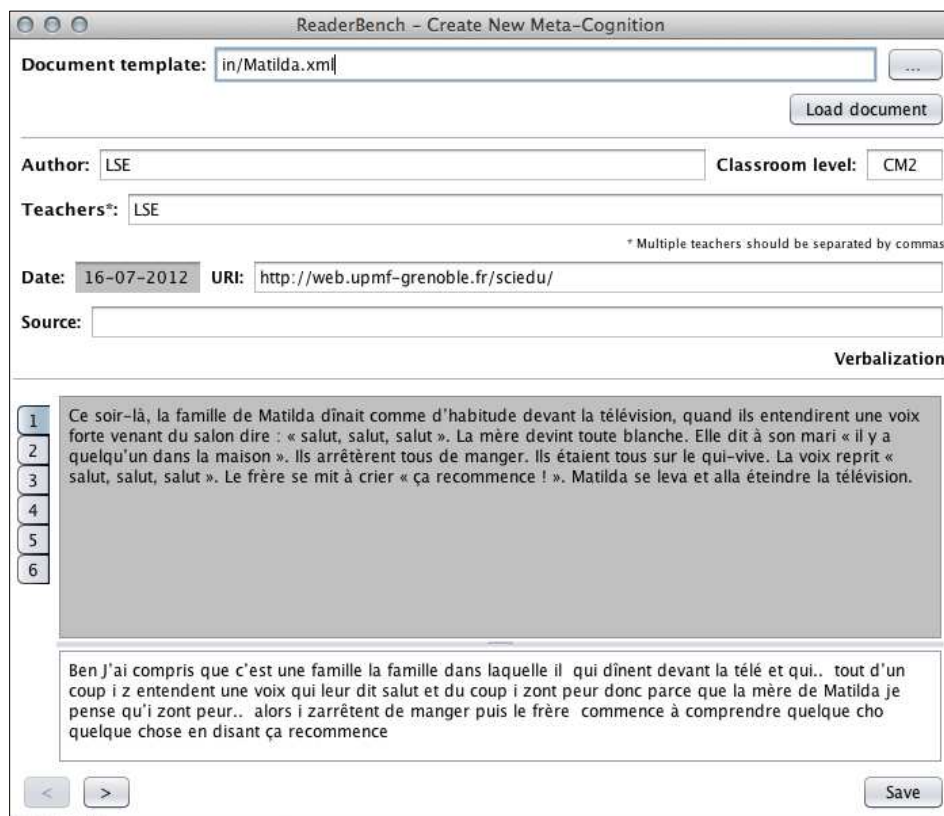 ReaderBench - Create New Meta-Cognition
Document template: in/Matilda.xml ...
Load document
Author: LSE Classroom level: CM2
Teachers*: LSE
* Multiple teachers should be separated by commas
Date: 16-07-2012 URI: http://web.upmf-grenoble.fr/sciedu/
Source:
Verbalization
1
2
3
4
5
6
Ce soir-là, la famille de Matilda dînait comme d'habitude devant la télévision, quand ils entendirent une voix
forte venant du salon dire : « salut, salut, salut ». La mère devint toute blanche. Elle dit à son mari « il y a
quelqu'un dans la maison ». Ils arrêtèrent tous de manger. Ils étaient tous sur le qui-vive. La voix reprit «
salut, salut, salut ». Le frère se mit à crier « ça recommence ! ». Matilda se leva et alla éteindre la télévision.
Ben J'ai compris que c'est une famille la famille dans laquelle il qui dînent devant la télé et qui.. tout d'un
coup i z entendent une voix qui leur dit salut et du coup i zont peur donc parce que la mère de Matilda je
pense qu'i zont peur.. alors i zarrêtent de manger puis le frère commence à comprendre quelque cho
quelque chose en disant ça recommence
< > Save